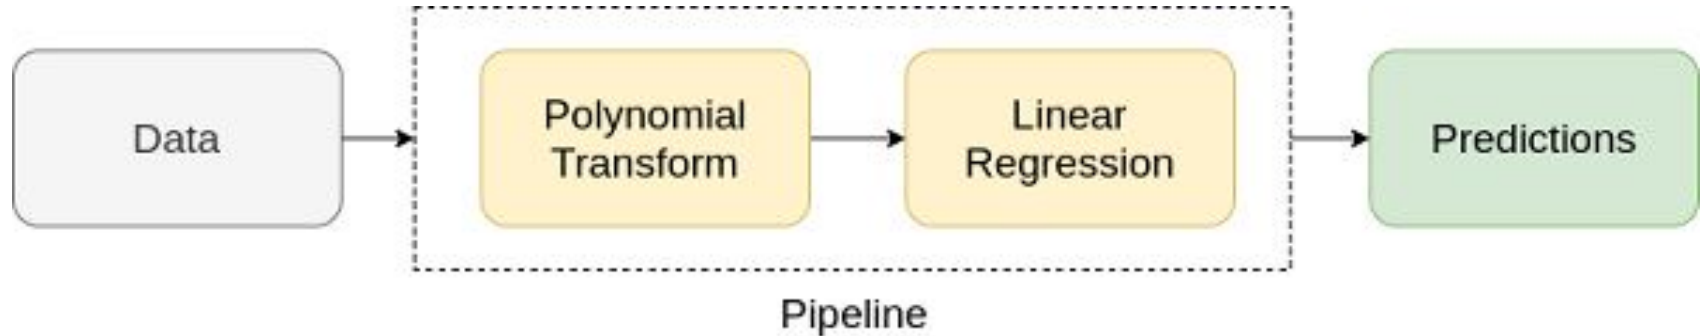 Data
Polynomial
Transform
Linear
Regression
Predictions
Pipeline